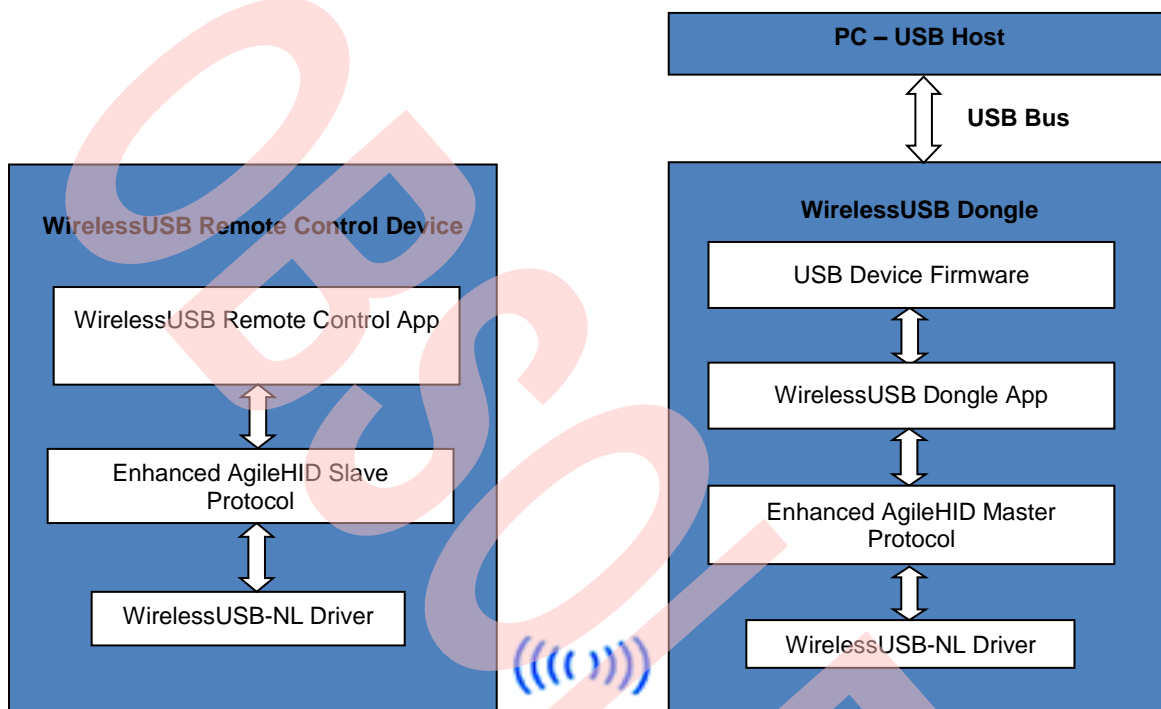 PC – USB Host
USB Bus
WirelessUSB Remote Control Device
WirelessUSB Remote Control App
Enhanced AgileHID Slave
Protocol
WirelessUSB-NL Driver
WirelessUSB Dongle
USB Device Firmware
WirelessUSB Dongle App
Enhanced AgileHID Master
Protocol
WirelessUSB-NL Driver
OBSOL